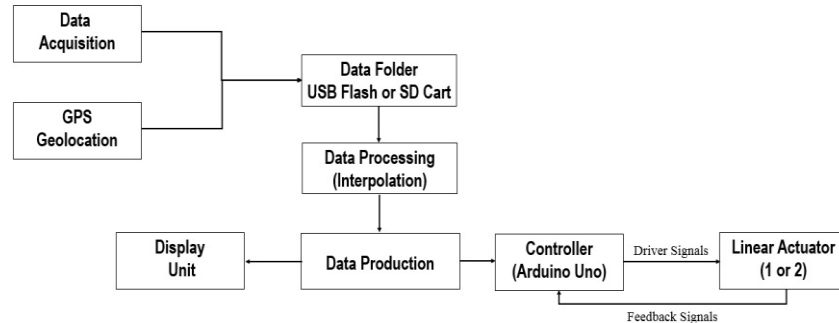 Data
Acquisition
GPS
Geolocation
Data Folder
USB Flash or SD Cart
Data Processing
(Interpolation)
Display
Unit
Data Production
Controller
(Arduino Uno)
Driver Signals
Linear Actuator
(1 or 2)
Feedback Signals